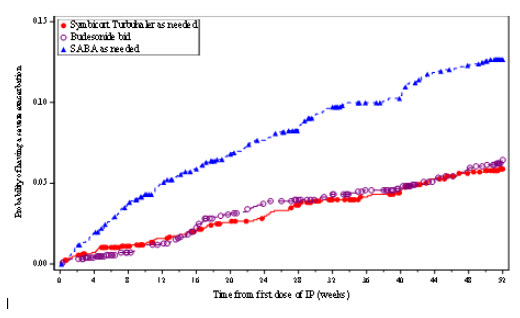 Symbicort Turbuhaler as needed
Budesonide bid
SABA as needed
0.15
0.10
0.05
0.00
Probability of having a severe exacerbation
0 4 8 12 16 20 24 28 32 36 40 44 48 52
Time from first dose of IP (weeks)